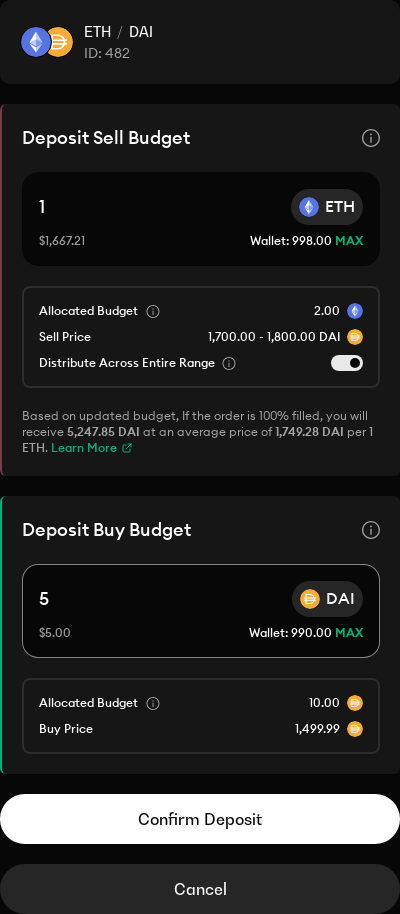 ETH / DAI
ID: 482
Deposit Sell Budget
1
ETH
$1,667.21
Wallet: 998.00 MAX
Allocated Budget
2.00
Sell Price
1,700.00 - 1,800.00 DAI
Distribute Across Entire Range
Based on updated budget, If the order is 100% filled, you will
receive 5,247.85 DAI at an average price of 1,749.28 DAI per 1
ETH. Learn More
Deposit Buy Budget
5
DAI
$5.00
Wallet: 990.00 MAX
Allocated Budget
10.00
Buy Price
1,499.99
Confirm Deposit
Cancel